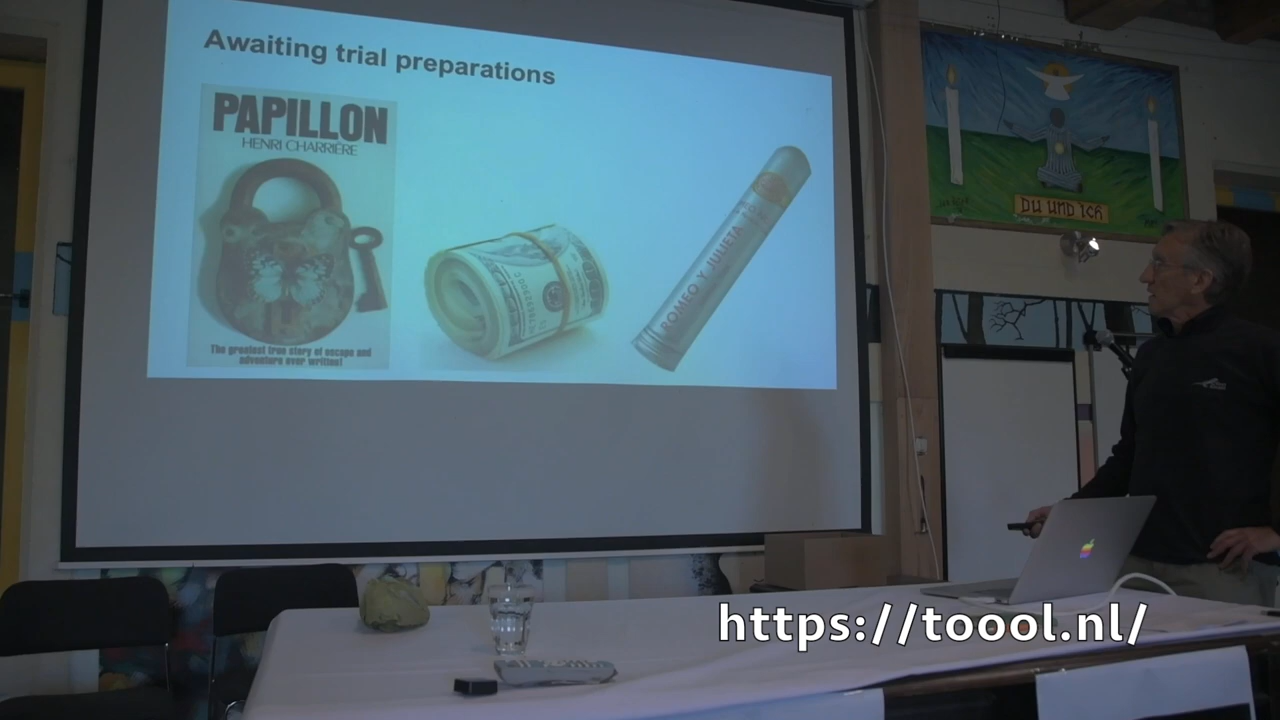 Awaiting trial preparations
PAPILLON
HENRI CHARRIÈRE
The greatest true story of escape and
adventure ever written!
ROMEO Y JULIETA
DU UND ICH
https://toool.nl/